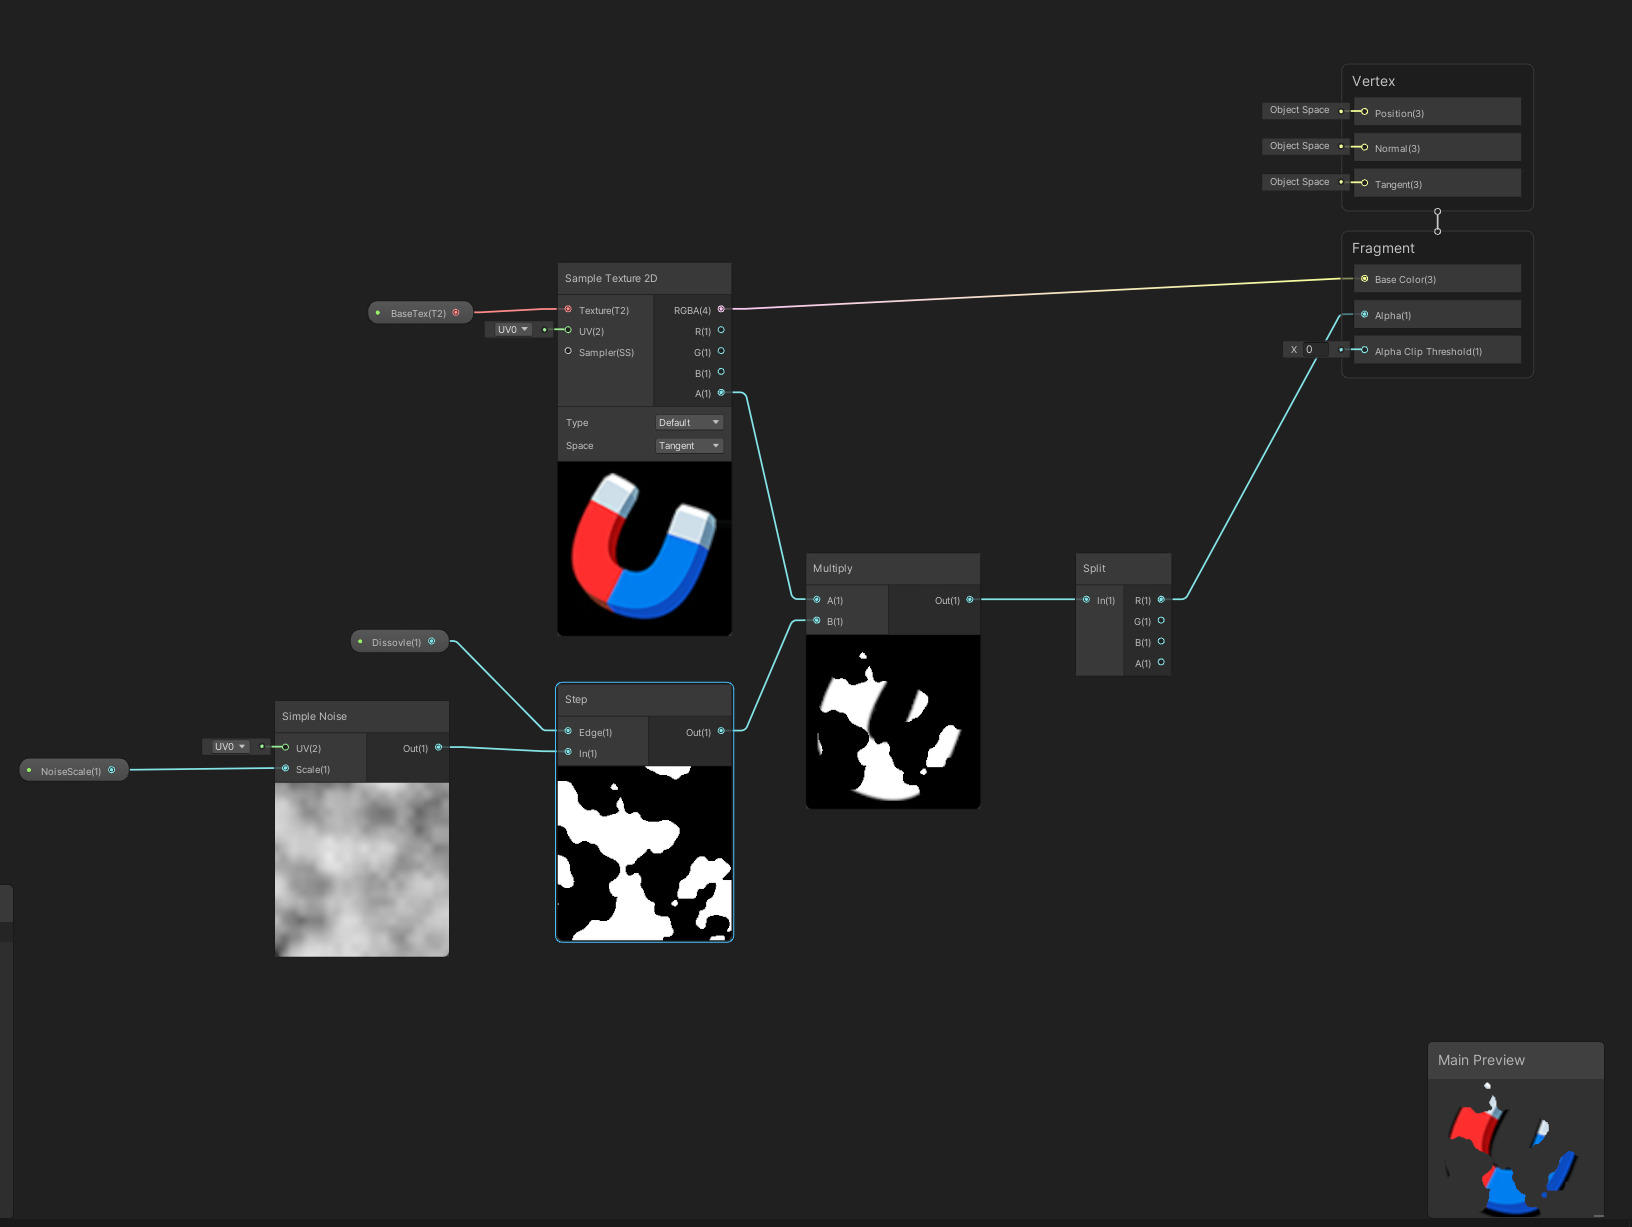 Vertex
Object Space
Position(3)
Object Space
Normal(3)
Object Space
Tangent(3)
Fragment
Base Color(3)
Alpha(1)
X 0
Alpha Clip Threshold(1)
Sample Texture 2D
BaseTex(T2)
Texture(T2)
RGBA(4)
UV0
UV(2)
R(1)
Sampler(SS)
G(1)
B(1)
A(1)
Type
Default
Space
Tangent
Multiply
A(1)
Out(1)
B(1)
Split
In(1)
R(1)
G(1)
B(1)
A(1)
Dissovle(1)
Step
Edge(1)
Out(1)
In(1)
Simple Noise
UV0
UV(2)
Out(1)
NoiseScale(1)
Scale(1)
Main Preview